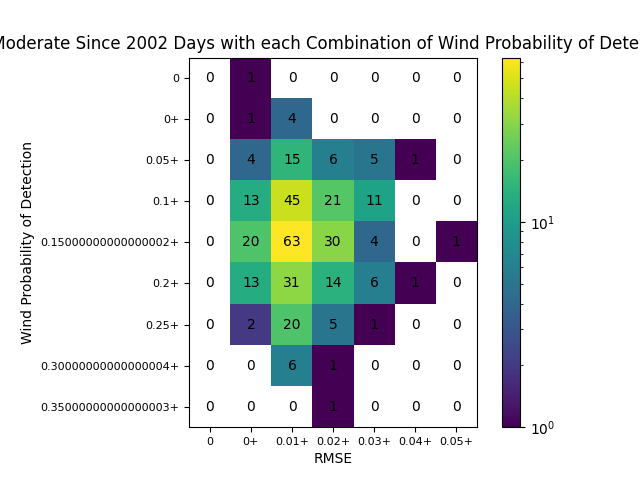 Moderate Since 2002 Days with each Combination of Wind Probability of Dete
Wind Probability of Detection
0 0 1 0 0 0 0 0
0+ 0 1 4 0 0 0 0
0.05+ 0 4 15 6 5 1 0
0.1+ 0 13 45 21 11 0 0
0.15000000000000002+ 0 20 63 30 4 0 1
0.2+ 0 13 31 14 6 1 0
0.25+ 0 2 20 5 1 0 0
0.30000000000000004+ 0 0 6 1 0 0 0
0.35000000000000003+ 0 0 0 1 0 0 0
0 0+ 0.01+ 0.02+ 0.03+ 0.04+ 0.05+
RMSE
10¹
10⁰